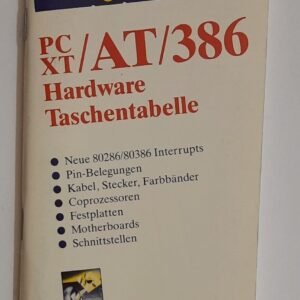 PC
XT/AT/386
Hardware
Taschentabelle
Neue 80286/80386 Interrupts
Pin-Belegungen
Kabel, Stecker, Farbbänder
Coprozessoren
Festplatten
Motherboards
Schnittstellen